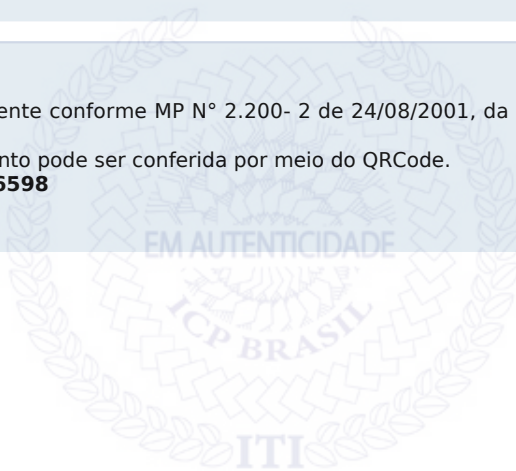 ente conforme MP N° 2.200- 2 de 24/08/2001, da
nto pode ser conferida por meio do QRCode.
6598
EM AUTENTICIDADE
ICP BRASIL
ITI